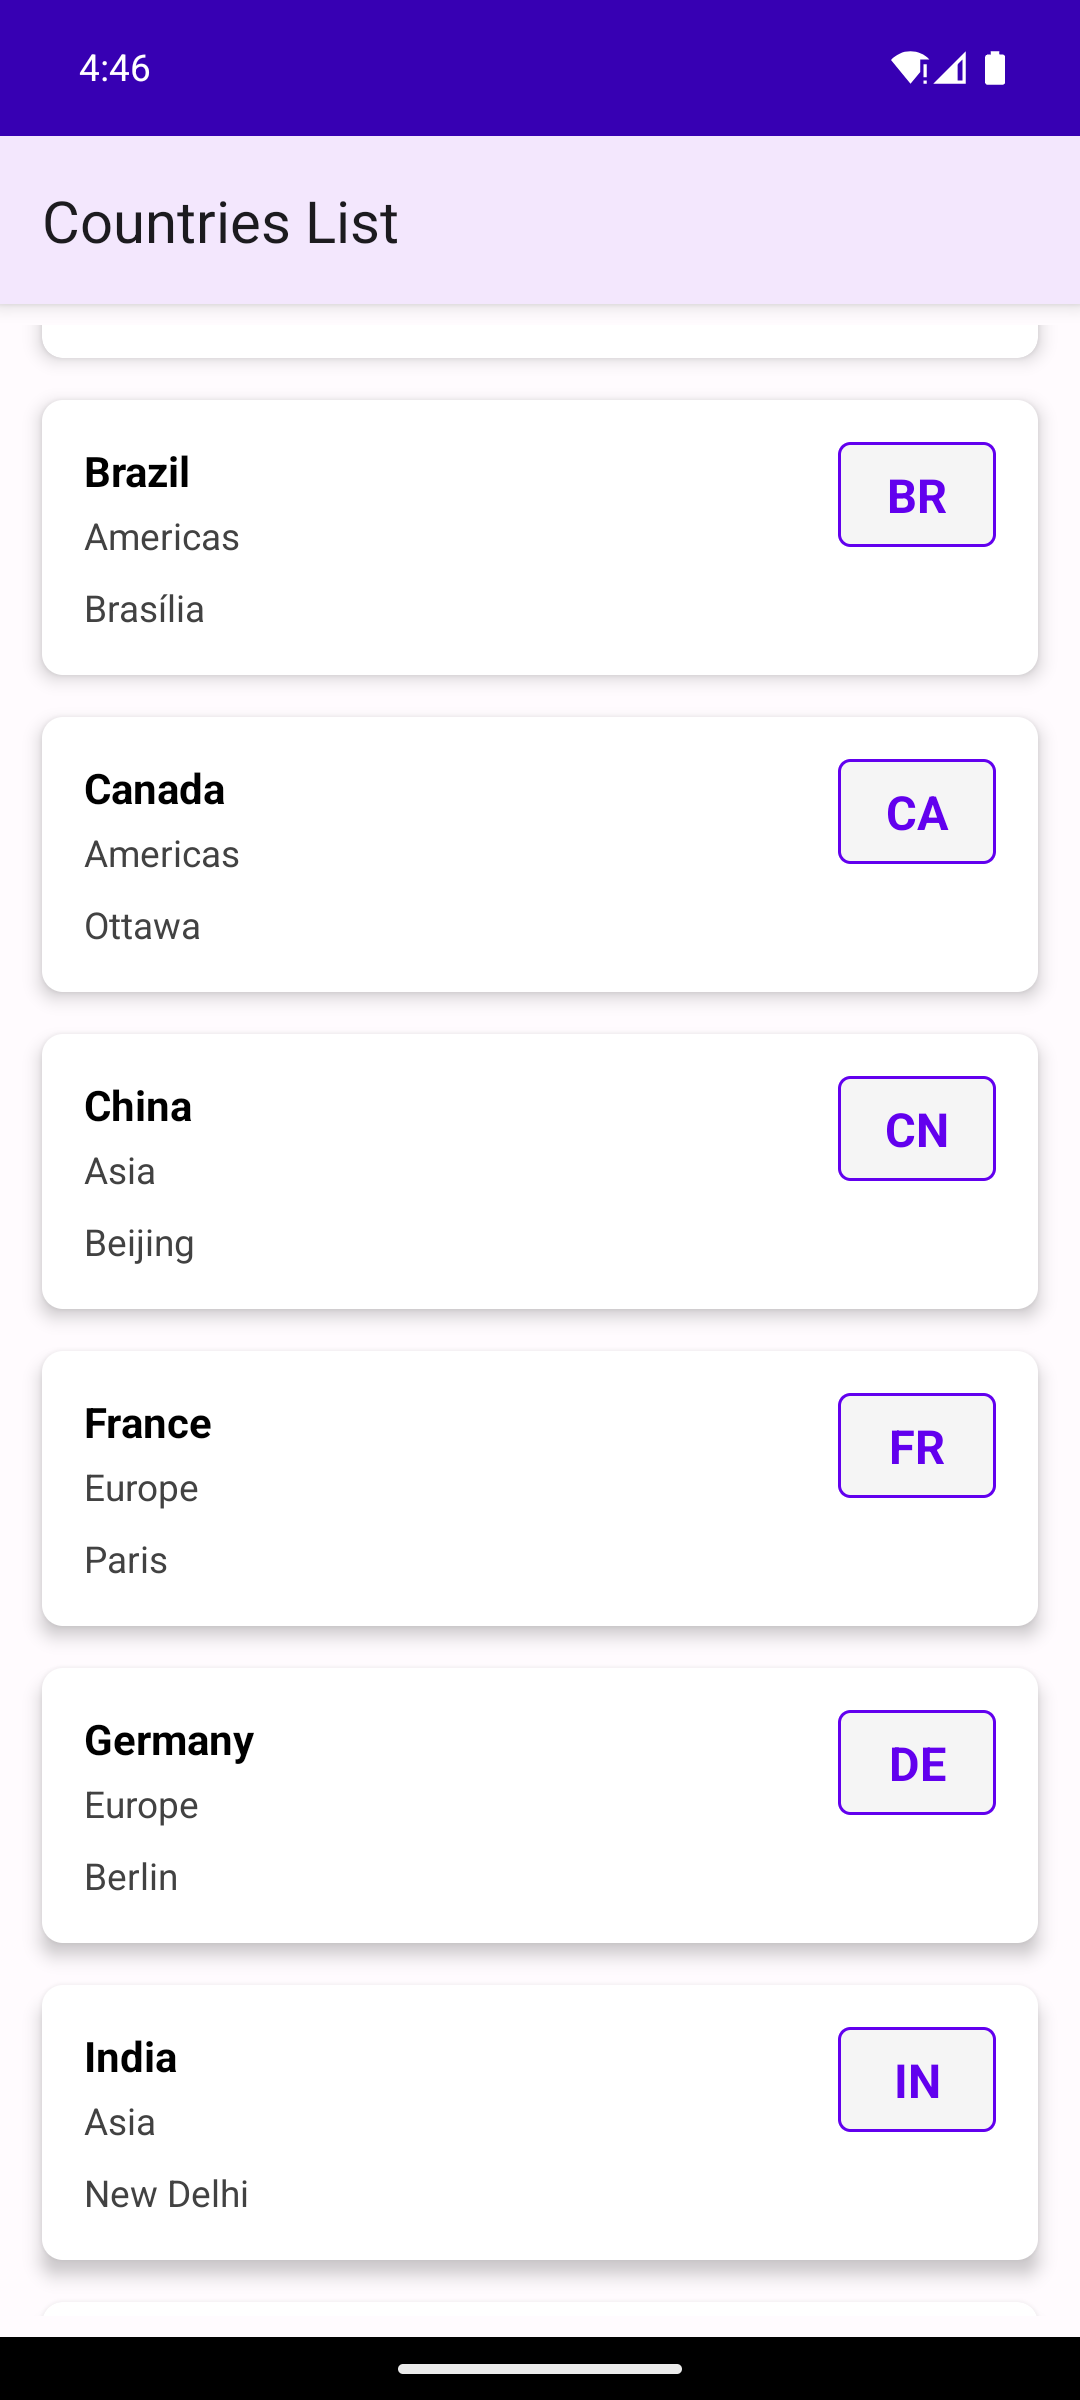 4:46
Countries List
Brazil
BR
Americas
Brasília
Canada
CA
Americas
Ottawa
China
CN
Asia
Beijing
France
FR
Europe
Paris
Germany
DE
Europe
Berlin
India
IN
Asia
New Delhi